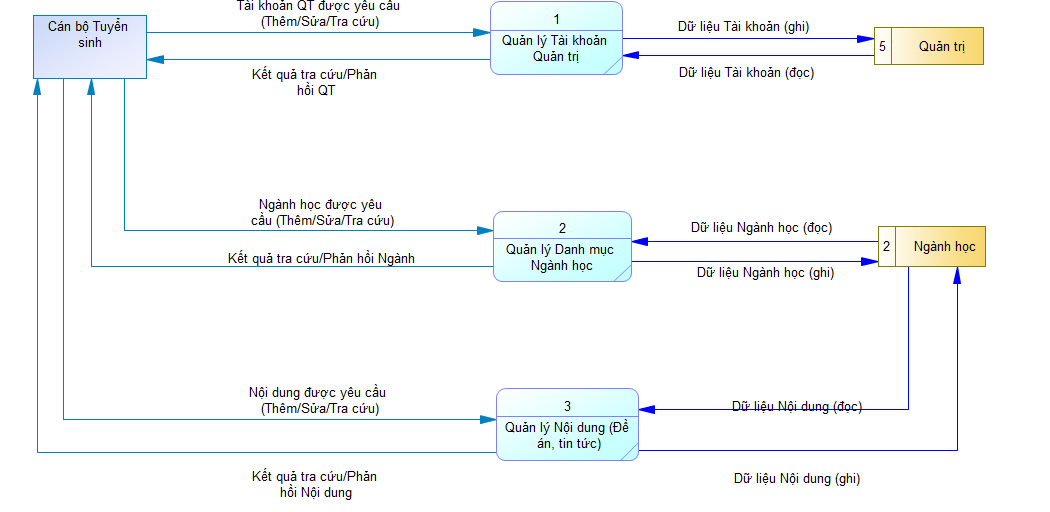 Tài khoản QT được yêu cầu
(Thêm/Sửa/Tra cứu)
Cán bộ Tuyển
sinh
1
Quản lý Tài khoản
Quản trị
Dữ liệu Tài khoản (ghi)
5
Quản trị
Kết quả tra cứu/Phản
hồi QT
Dữ liệu Tài khoản (đọc)
Ngành học được yêu
cầu (Thêm/Sửa/Tra cứu)
2
Quản lý Danh mục
Ngành học
Dữ liệu Ngành học (đọc)
2
Ngành học
Kết quả tra cứu/Phản hồi Ngành
Dữ liệu Ngành học (ghi)
Nội dung được yêu cầu
(Thêm/Sửa/Tra cứu)
3
Quản lý Nội dung (Đề
án, tin tức)
Dữ liệu Nội dung (đọc)
Kết quả tra cứu/Phản
hồi Nội dung
Dữ liệu Nội dung (ghi)